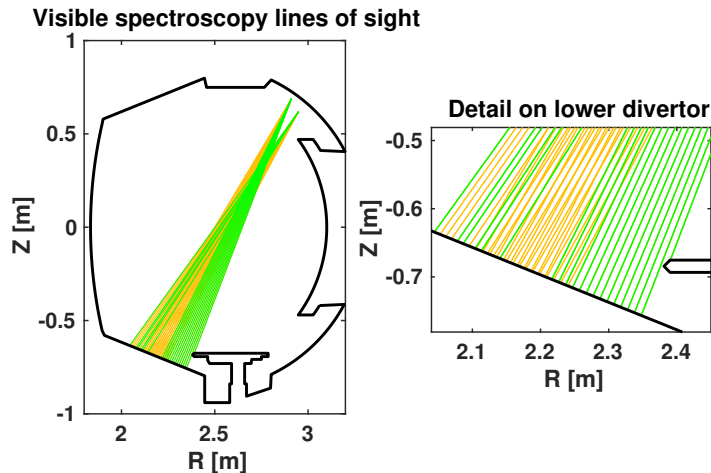 Visible spectroscopy lines of sight
1
0.5
0
-0.5
-1
Z [m]
2
2.5
3
R [m]
Detail on lower divertor
-0.5
-0.6
-0.7
Z [m]
2.1
2.2
2.3
2.4
R [m]